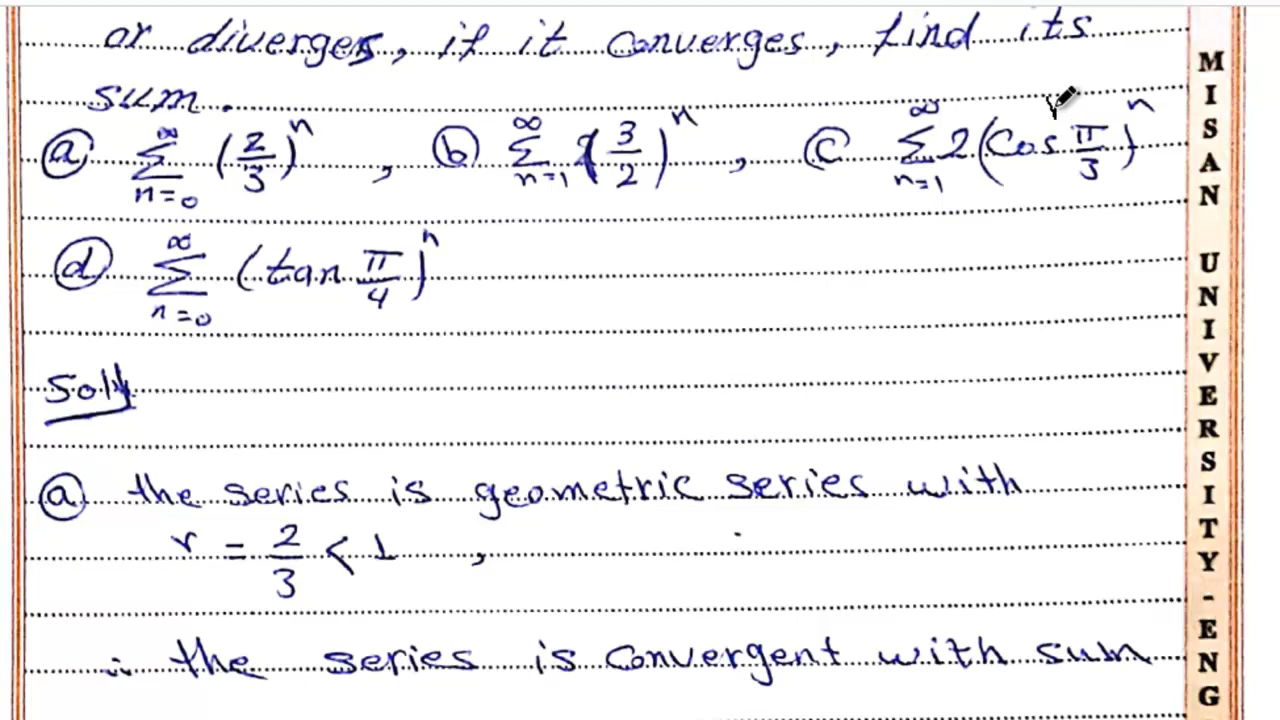 or diverges, if it converges, find its
sum.
ⓐ ∞∑n=0 (2/3)^n , ⓑ ∞∑n=1 (3/2)^n , ⓒ ∞∑n=1 2(Cos π/3)^n
ⓓ ∞∑n=0 (tan π/4)^n
Sol/
ⓐ the series is geometric series with
r = 2/3 < 1 ,
∴ the series is convergent with sum
MISAN UNIVERSITY-ENG